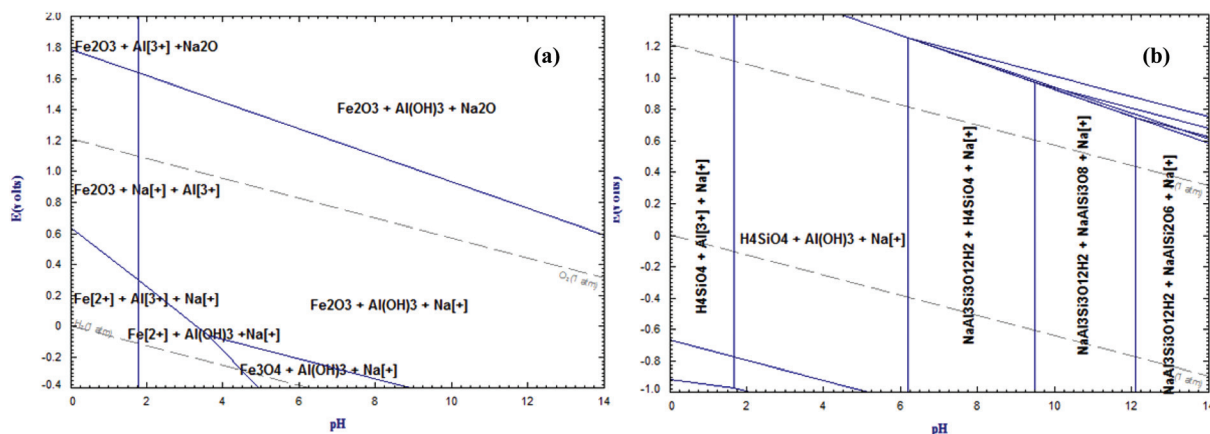 (a)
Fe2O3 + Al[3+] +Na2O
Fe2O3 + Al(OH)3 + Na2O
Fe2O3 + Na[+] + Al[3+]
O₂ (1 atm)
Fe[2+] + Al[3+] + Na[+]
Fe2O3 + Al(OH)3 + Na[+]
H₂(1 atm)
Fe[2+] + Al(OH)3 + Na[+]
Fe3O4 + Al(OH)3 + Na[+]
2.0
1.8
1.6
1.4
1.2
1.0
0.8
0.6
0.4
0.2
0
-0.2
-0.4
E(volts)
0 2 4 6 8 10 12 14
pH
(b)
H4SiO4 + Al[3+] + Na[+]
H4SiO4 + Al(OH)3 + Na[+]
NaAl3Si3O12H2 + H4SiO4 + Na[+]
NaAl3Si3O12H2 + NaAlSi3O8 + Na[+]
NaAl3Si3O12H2 + NaAlSi2O6 + Na[+]
(1 atm)
(1 atm)
1.2
1.0
0.8
0.6
0.4
0.2
0
-0.2
-0.4
-0.6
-0.8
-1.0
E(volts)
0 2 4 6 8 10 12 14
pH